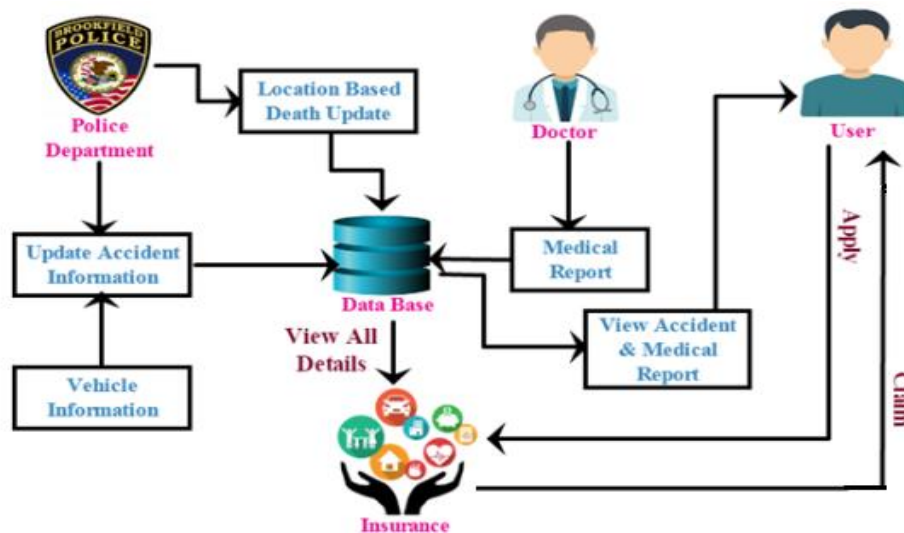 BROOKFIELD
POLICE
Police
Department
Location Based
Death Update
Doctor
User
Update Accident
Information
Medical
Report
Data Base
View Accident
& Medical
Report
View All
Details
Vehicle
Information
Apply
Claim
Insurance